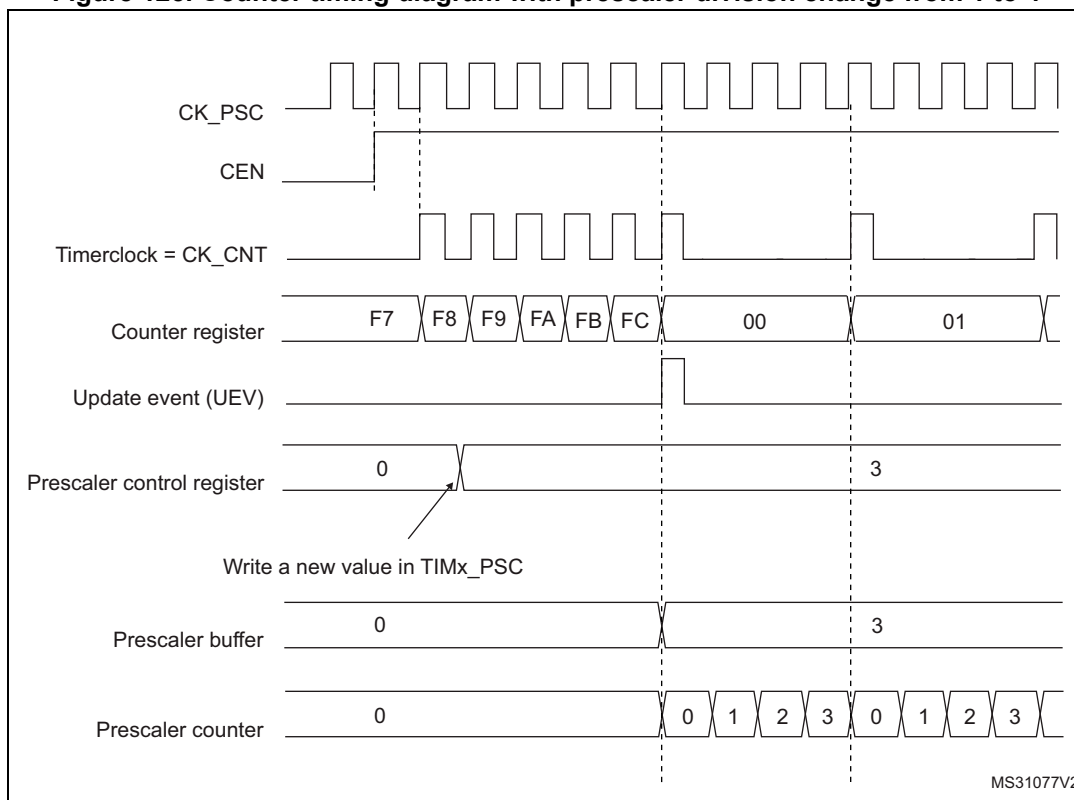 CK_PSC
CEN
Timerclock = CK_CNT
Counter register F7 F8 F9 FA FB FC 00 01
Update event (UEV)
Prescaler control register 0 3
Write a new value in TIMx_PSC
Prescaler buffer 0 3
Prescaler counter 0 0 1 2 3 0 1 2 3
MS31077V2